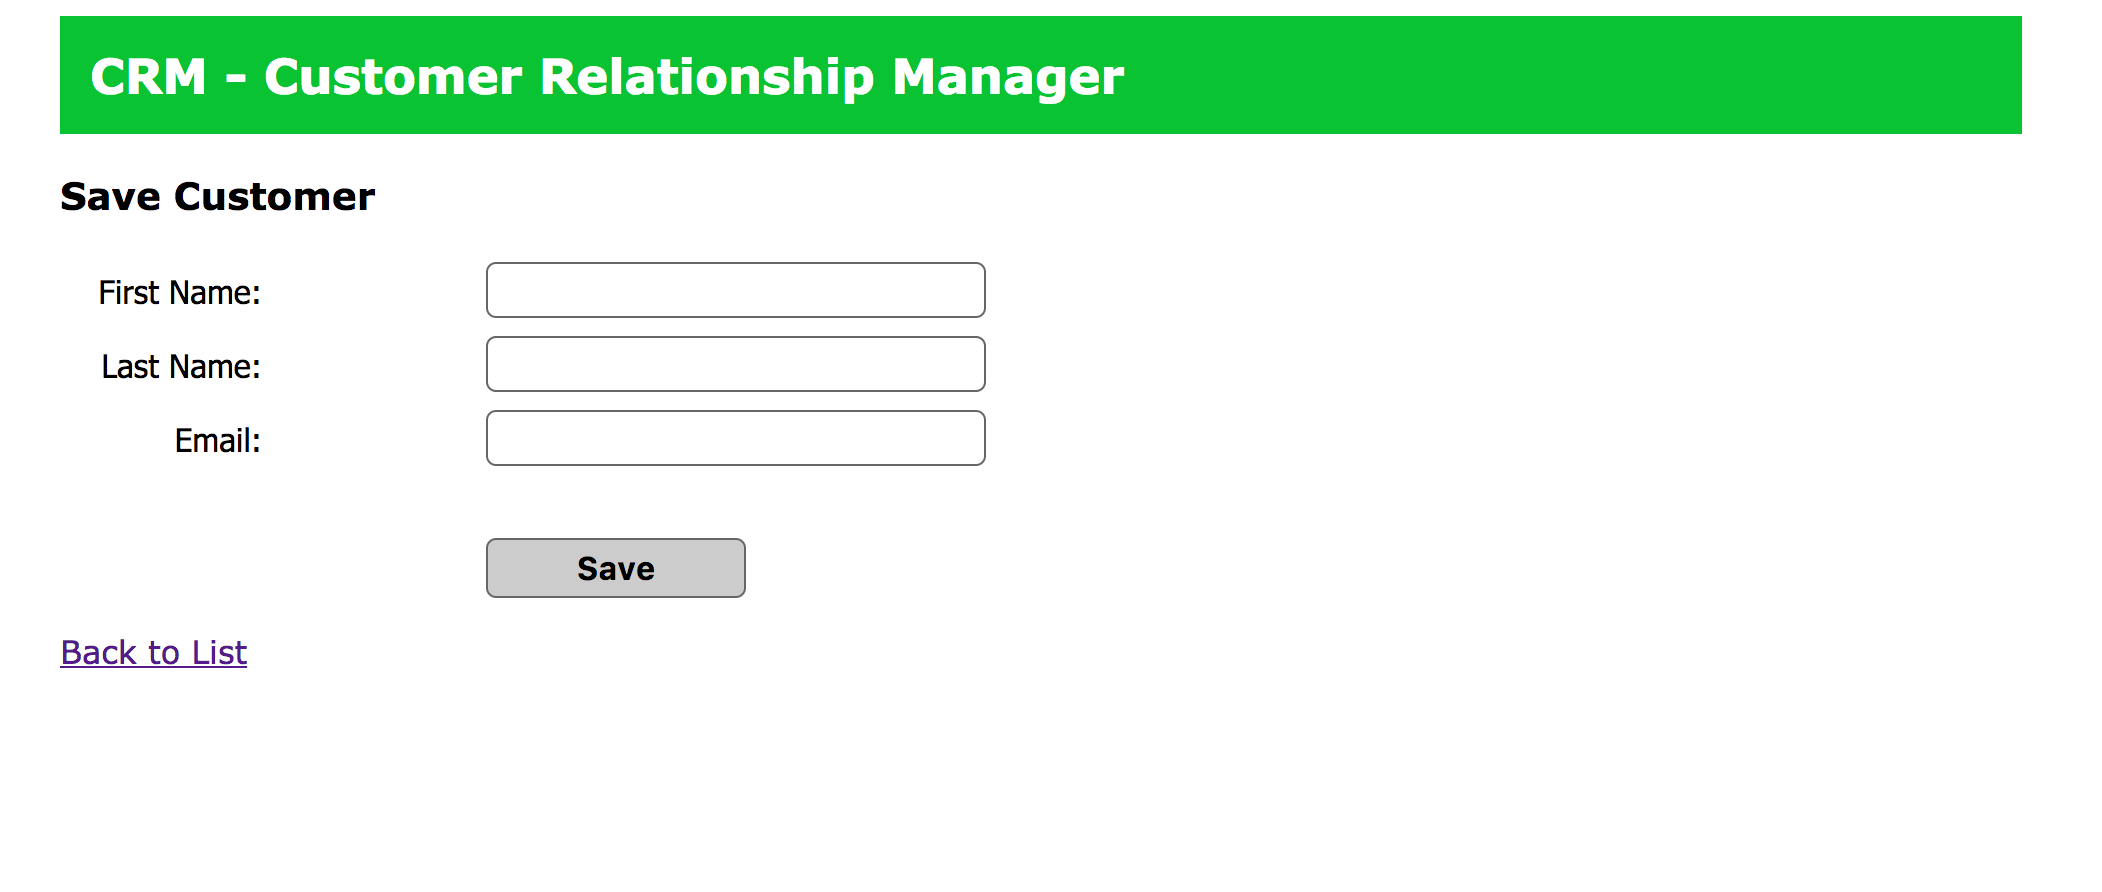 CRM - Customer Relationship Manager
Save Customer
First Name:
Last Name:
Email:
Save
Back to List